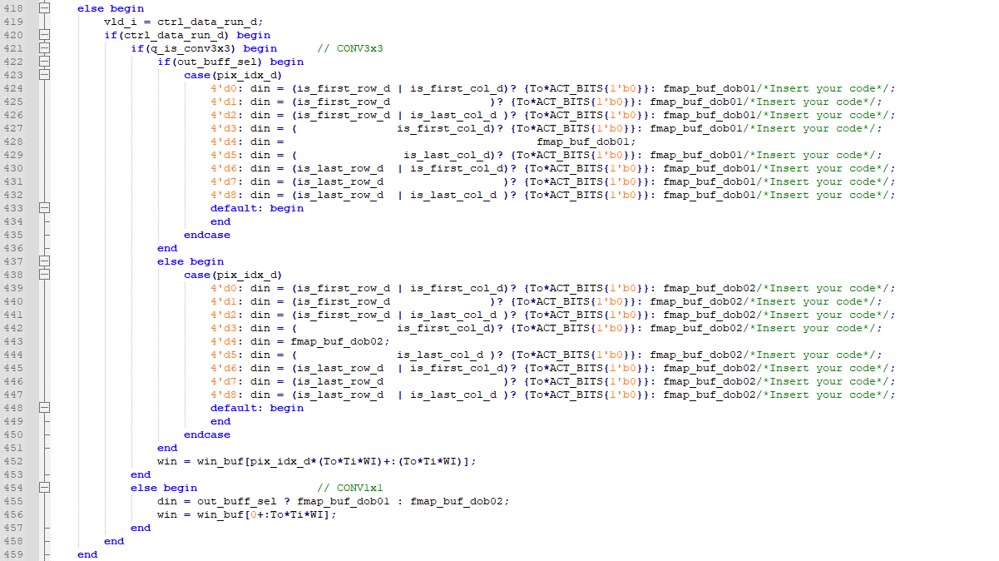 418 else begin
419 vld_i = ctrl_data_run_d;
420 if(ctrl_data_run_d) begin
421 if(q_is_conv3x3) begin // CONV3x3
422 if(out_buff_sel) begin
423 case(pix_idx_d)
424 4'd0: din = (is_first_row_d | is_first_col_d)? {To*ACT_BITS{1'b0}}: fmap_buf_dob01/*Insert your code*/;
425 4'd1: din = (is_first_row_d )? {To*ACT_BITS{1'b0}}: fmap_buf_dob01/*Insert your code*/;
426 4'd2: din = (is_first_row_d | is_last_col_d )? {To*ACT_BITS{1'b0}}: fmap_buf_dob01/*Insert your code*/;
427 4'd3: din = ( is_first_col_d)? {To*ACT_BITS{1'b0}}: fmap_buf_dob01/*Insert your code*/;
428 4'd4: din = fmap_buf_dob01;
429 4'd5: din = ( is_last_col_d)? {To*ACT_BITS{1'b0}}: fmap_buf_dob01/*Insert your code*/;
430 4'd6: din = (is_last_row_d | is_first_col_d)? {To*ACT_BITS{1'b0}}: fmap_buf_dob01/*Insert your code*/;
431 4'd7: din = (is_last_row_d )? {To*ACT_BITS{1'b0}}: fmap_buf_dob01/*Insert your code*/;
432 4'd8: din = (is_last_row_d | is_last_col_d )? {To*ACT_BITS{1'b0}}: fmap_buf_dob01/*Insert your code*/;
433 default: begin
434 end
435 endcase
436 end
437 else begin
438 case(pix_idx_d)
439 4'd0: din = (is_first_row_d | is_first_col_d)? {To*ACT_BITS{1'b0}}: fmap_buf_dob02/*Insert your code*/;
440 4'd1: din = (is_first_row_d )? {To*ACT_BITS{1'b0}}: fmap_buf_dob02/*Insert your code*/;
441 4'd2: din = (is_first_row_d | is_last_col_d )? {To*ACT_BITS{1'b0}}: fmap_buf_dob02/*Insert your code*/;
442 4'd3: din = ( is_first_col_d)? {To*ACT_BITS{1'b0}}: fmap_buf_dob02/*Insert your code*/;
443 4'd4: din = fmap_buf_dob02;
444 4'd5: din = ( is_last_col_d )? {To*ACT_BITS{1'b0}}: fmap_buf_dob02/*Insert your code*/;
445 4'd6: din = (is_last_row_d | is_first_col_d)? {To*ACT_BITS{1'b0}}: fmap_buf_dob02/*Insert your code*/;
446 4'd7: din = (is_last_row_d )? {To*ACT_BITS{1'b0}}: fmap_buf_dob02/*Insert your code*/;
447 4'd8: din = (is_last_row_d | is_last_col_d )? {To*ACT_BITS{1'b0}}: fmap_buf_dob02/*Insert your code*/;
448 default: begin
449 end
450 endcase
451 end
452 win = win_buf[pix_idx_d*(To*Ti*WI)+:(To*Ti*WI)];
453 end
454 else begin // CONV1x1
455 din = out_buff_sel ? fmap_buf_dob01 : fmap_buf_dob02;
456 win = win_buf[0+:To*Ti*WI];
457 end
458 end
459 end